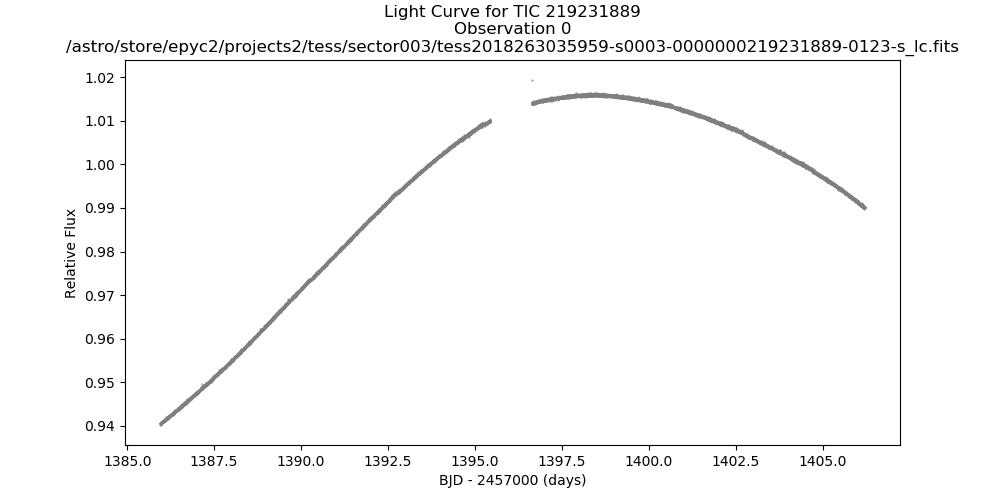 Light Curve for TIC 219231889
Observation 0
/astro/store/epyc2/projects2/tess/sector003/tess2018263035959-s0003-0000000219231889-0123-s_lc.fits
1.02
1.01
1.00
0.99
0.98
0.97
0.96
0.95
0.94
Relative Flux
1385.0 1387.5 1390.0 1392.5 1395.0 1397.5 1400.0 1402.5 1405.0
BJD - 2457000 (days)